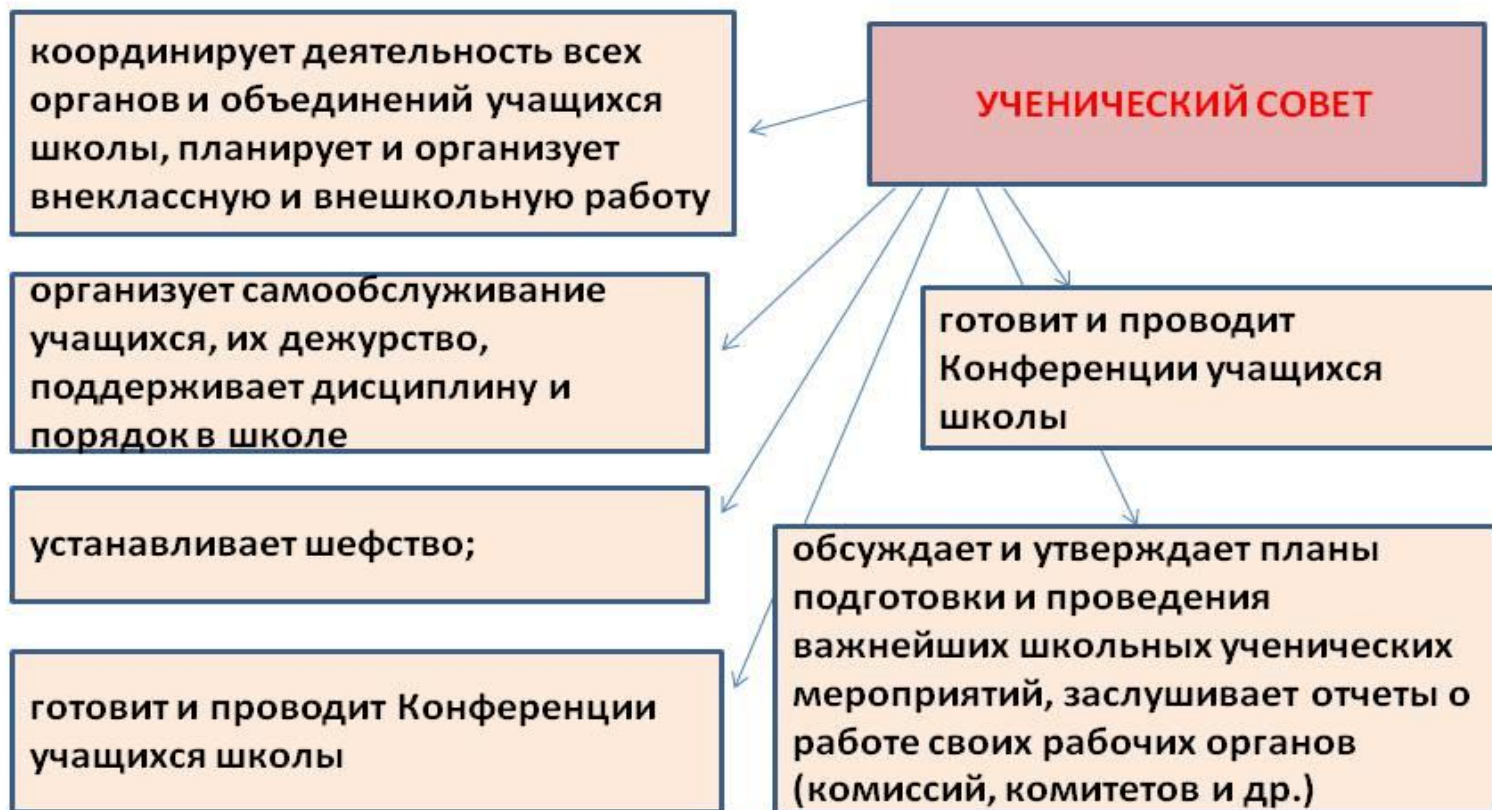 УЧЕНИЧЕСКИЙ СОВЕТ
координирует деятельность всех
органов и объединений учащихся
школы, планирует и организует
внеклассную и внешкольную работу
организует самообслуживание
учащихся, их дежурство,
поддерживает дисциплину и
порядок в школе
устанавливает шефство;
готовит и проводит Конференции
учащихся школы
готовит и проводит
Конференции учащихся
школы
обсуждает и утверждает планы
подготовки и проведения
важнейших школьных ученических
мероприятий, заслушивает отчеты о
работе своих рабочих органов
(комиссий, комитетов и др.)